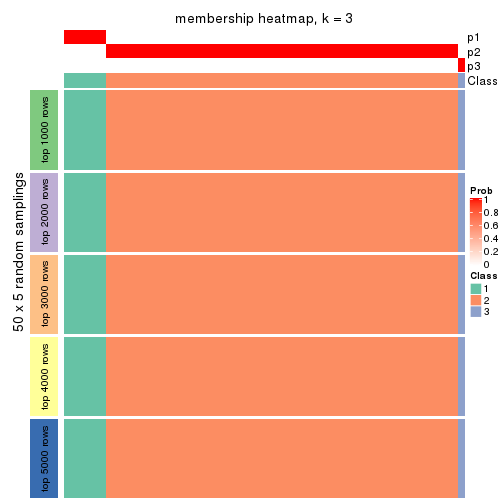 membership heatmap, k = 3
p1
p2
p3
Class
50 x 5 random samplings
top 1000 rows
top 2000 rows
top 3000 rows
top 4000 rows
top 5000 rows
Prob
1
0.8
0.6
0.4
0.2
0
Class
1
2
3